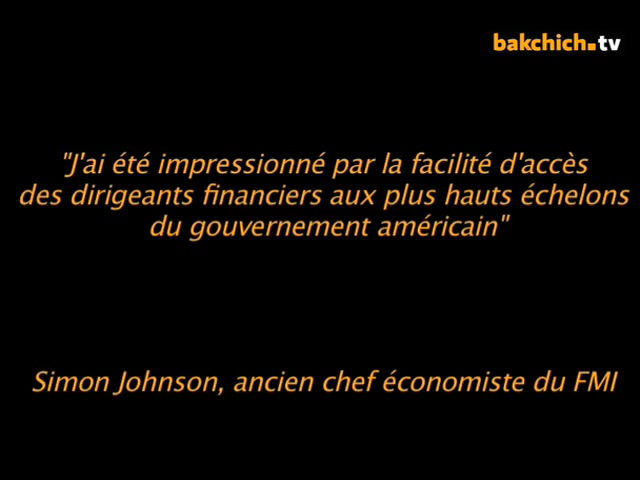 bakchich.tv
"J'ai été impressionné par la facilité d'accès
des dirigeants financiers aux plus hauts échelons
du gouvernement américain"
Simon Johnson, ancien chef économiste du FMI